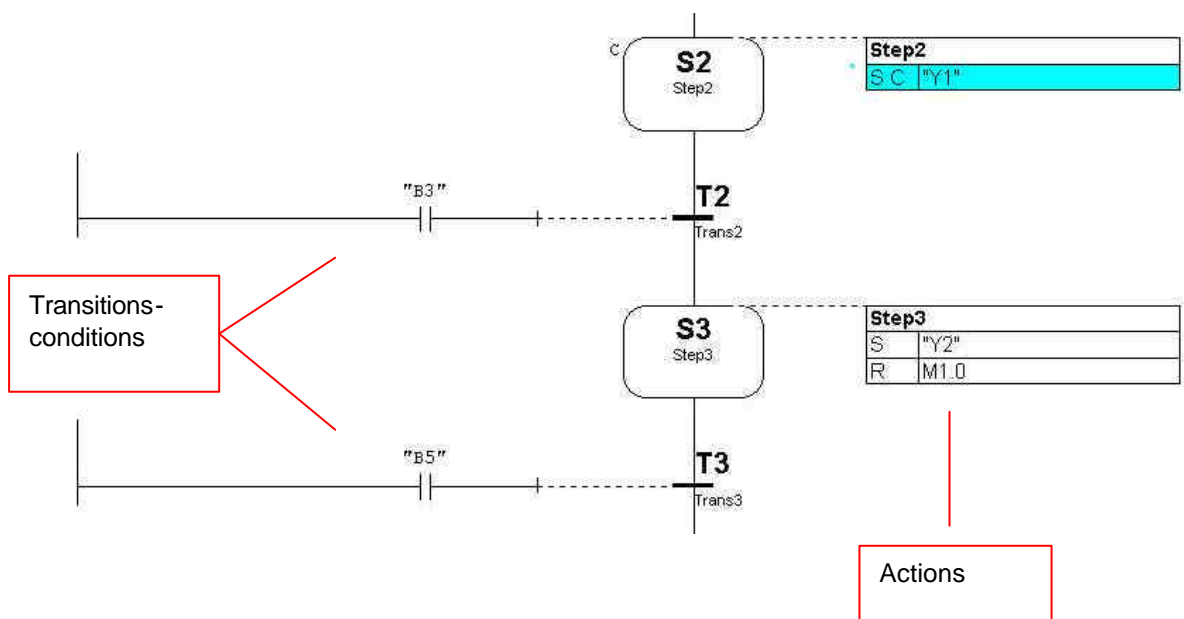 C
S2
Step2
Step2
S C "Y1"
"B3"
T2
Trans2
Transitions-
conditions
S3
Step3
Step3
S "Y2"
R M1.0
"B5"
T3
Trans3
Actions